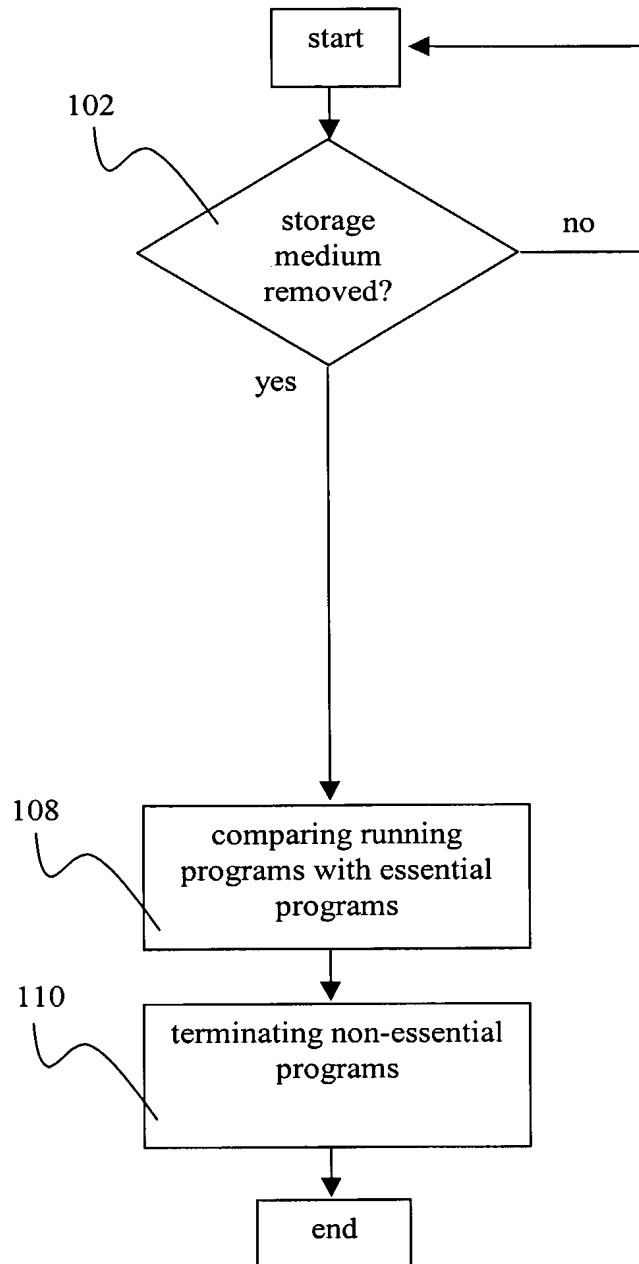 start
102
storage
medium
removed?
no
yes
108
comparing running
programs with essential
programs
110
terminating non-essential
programs
end